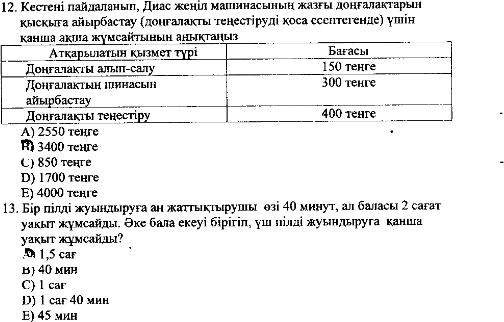 12. Кестені пайдаланып, Диас жеңіл машинасының жазғы доңғалақтарын
қысқыға айырбастау (доңғалақты теңестіруді қоса есептегенде) үшін
қанша ақша жұмсайтынын анықтаңыз
Атқарылатын қызмет түрі Бағасы
Доңғалақты алып-салу 150 теңге
Доңғалақтың шинасын айырбастау 300 теңге
Доңғалақты теңестіру 400 теңге
A) 2550 теңге
B) 3400 теңге
C) 850 теңге
D) 1700 теңге
E) 4000 теңге
13. Бір пілді жуындыруға аң жаттықтырушы өзі 40 минут, ал баласы 2 сағат
уақыт жұмсайды. Әке бала екеуі бірігіп, үш пілді жуындыруға қанша
уақыт жұмсайды?
A) 1,5 сағ
B) 40 мин
C) 1 сағ
D) 1 сағ 40 мин
E) 45 мин